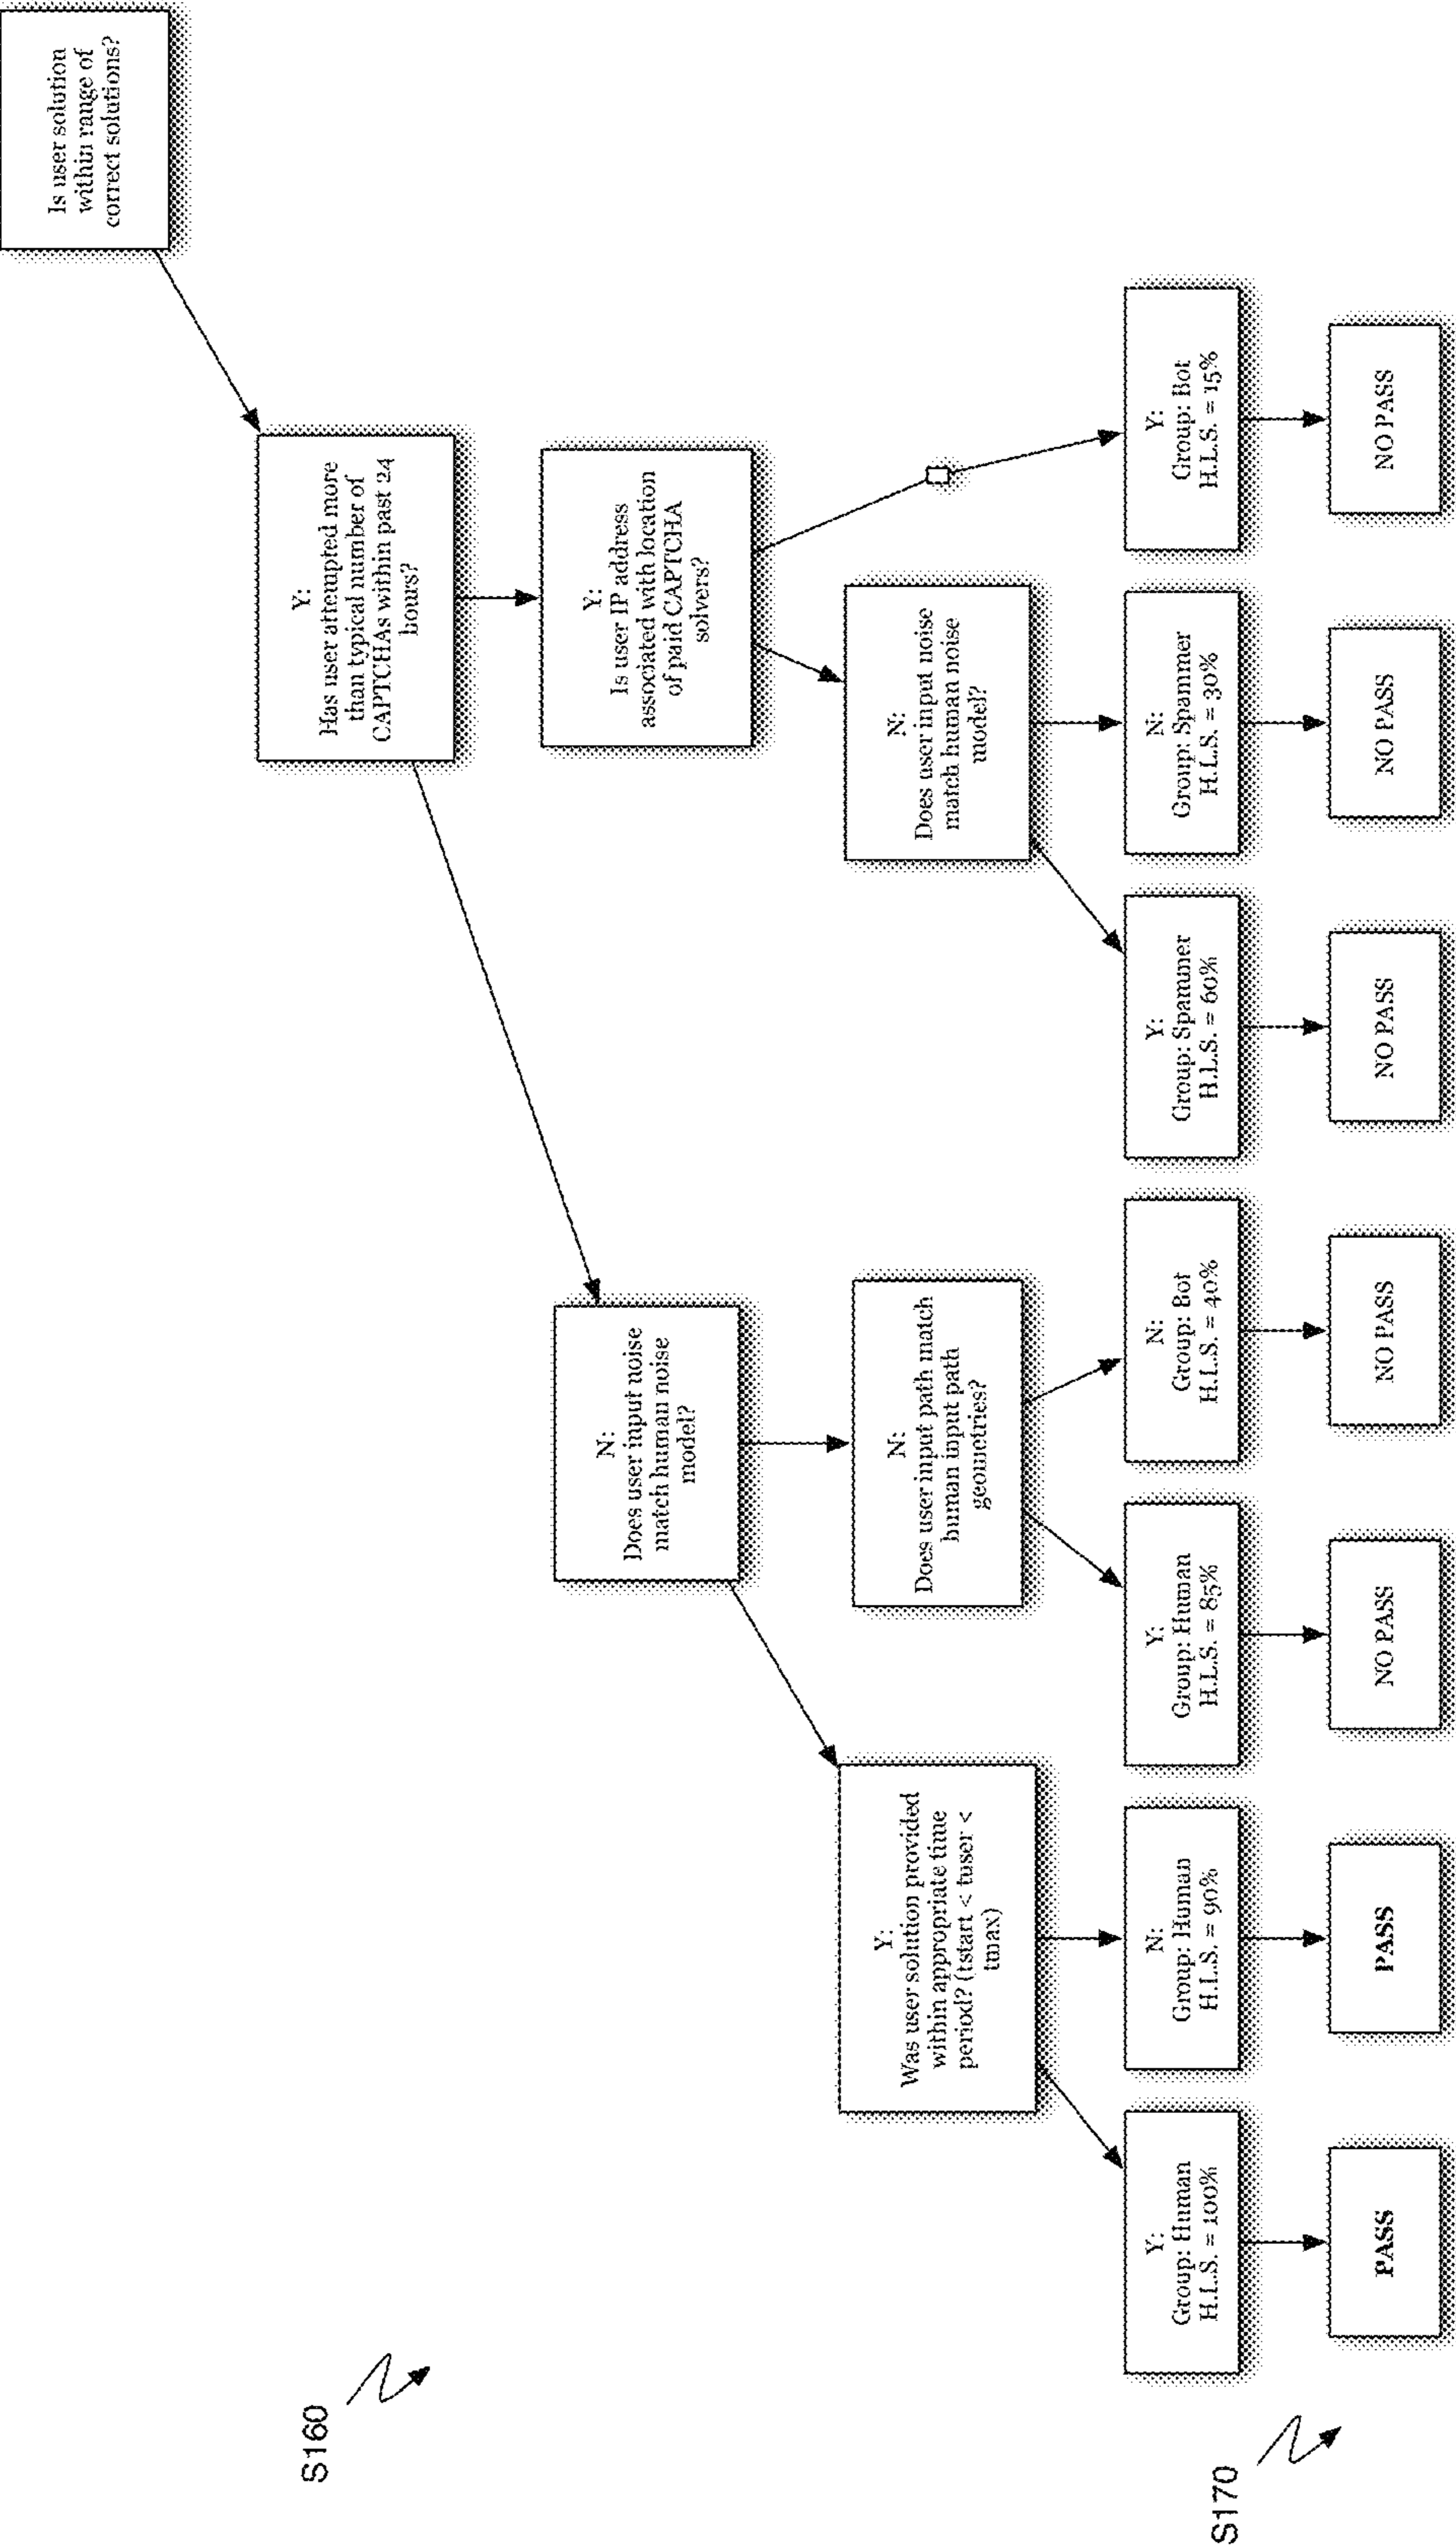 Is user solution
within range of
correct solutions?
Y:
Has user attempted more
than typical number of
CAPTCHAs within past 24
hours?
S160
N:
Does user input noise
match human noise
model?
Y:
Is user IP address
associated with location
of paid CAPTCHA
solvers?
Y:
Was user solution provided
within appropriate time
period? (tstart < tuser <
tmax)
N:
Does user input path match
human input path
geometries?
N:
Does user input noise
match human noise
model?
Y:
Group: Human
H.L.S. = 100%
N:
Group: Human
H.L.S. = 90%
Y:
Group: Human
H.L.S. = 85%
N:
Group: Bot
H.L.S. = 40%
Y:
Group: Spammer
H.L.S. = 60%
N:
Group: Spammer
H.L.S. = 30%
Y:
Group: Bot
H.L.S. = 15%
S170
PASS
PASS
NO PASS
NO PASS
NO PASS
NO PASS
NO PASS